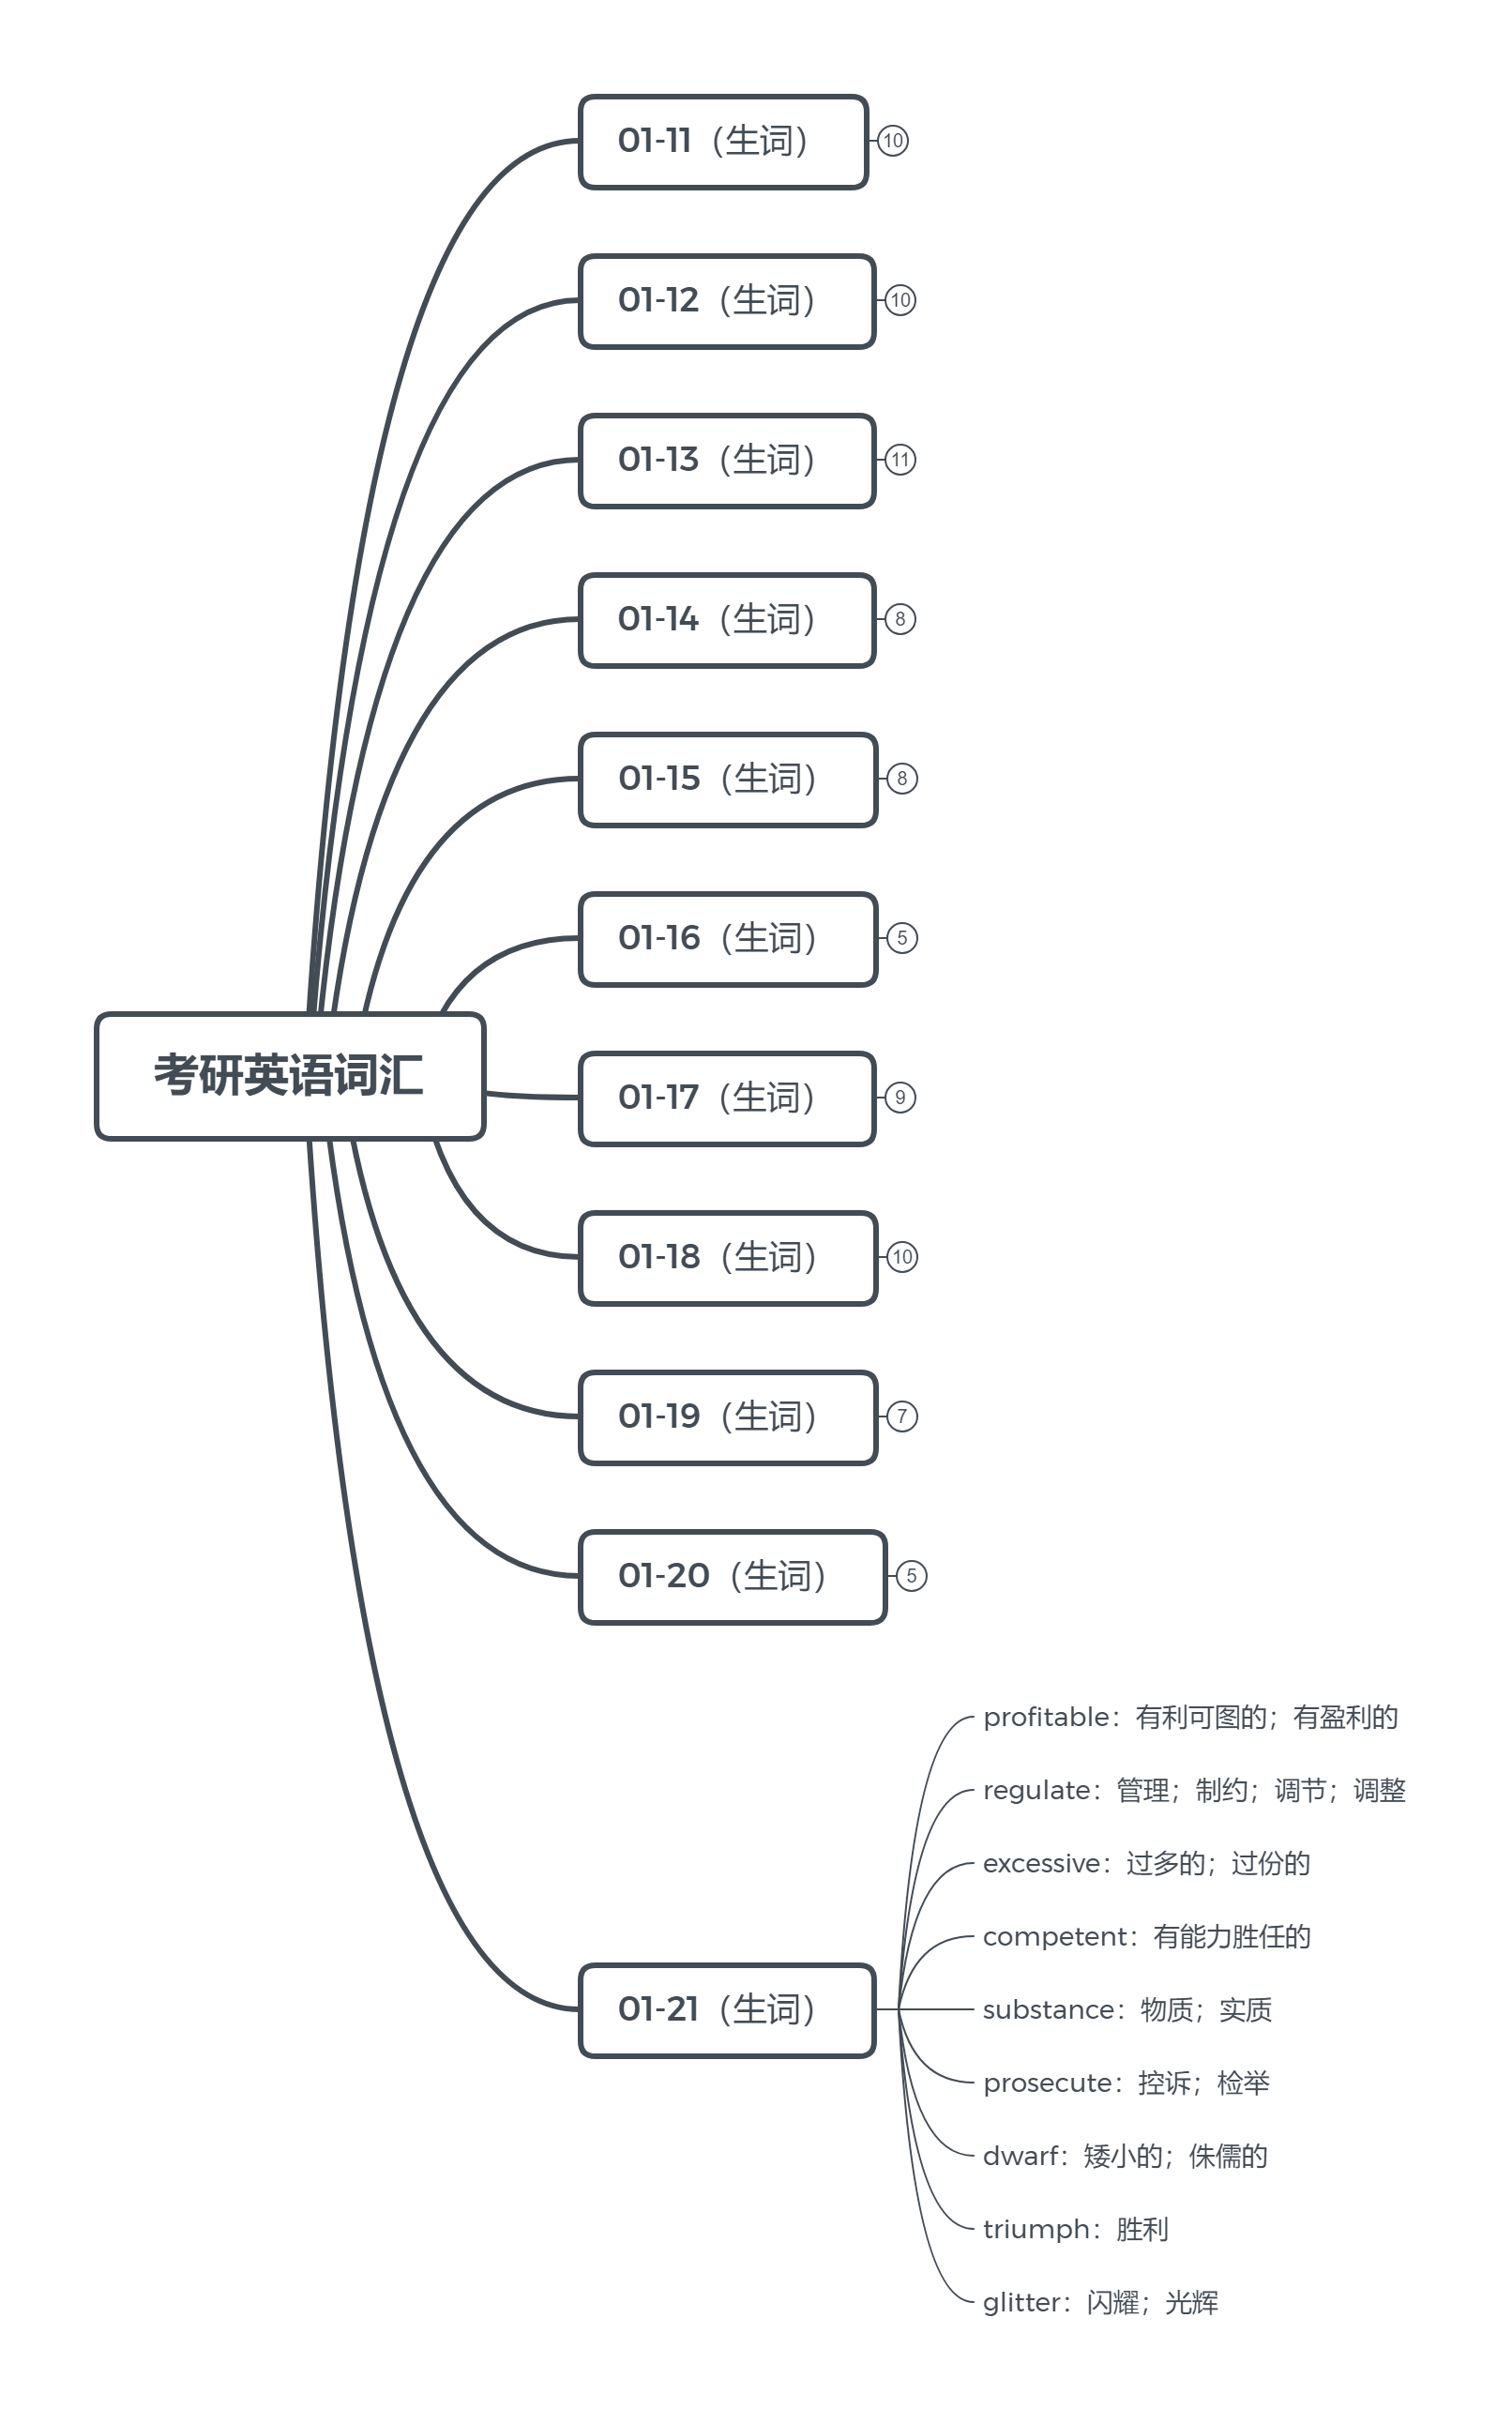 01-11（生词）
10
01-12（生词）
10
01-13（生词）
11
01-14（生词）
8
01-15（生词）
8
01-16（生词）
5
考研英语词汇
01-17（生词）
9
01-18（生词）
10
01-19（生词）
7
01-20（生词）
5
01-21（生词）
profitable：有利可图的；有盈利的
regulate：管理；制约；调节；调整
excessive：过多的；过份的
competent：有能力胜任的
substance：物质；实质
prosecute：控诉；检举
dwarf：矮小的；侏儒的
triumph：胜利
glitter：闪耀；光辉